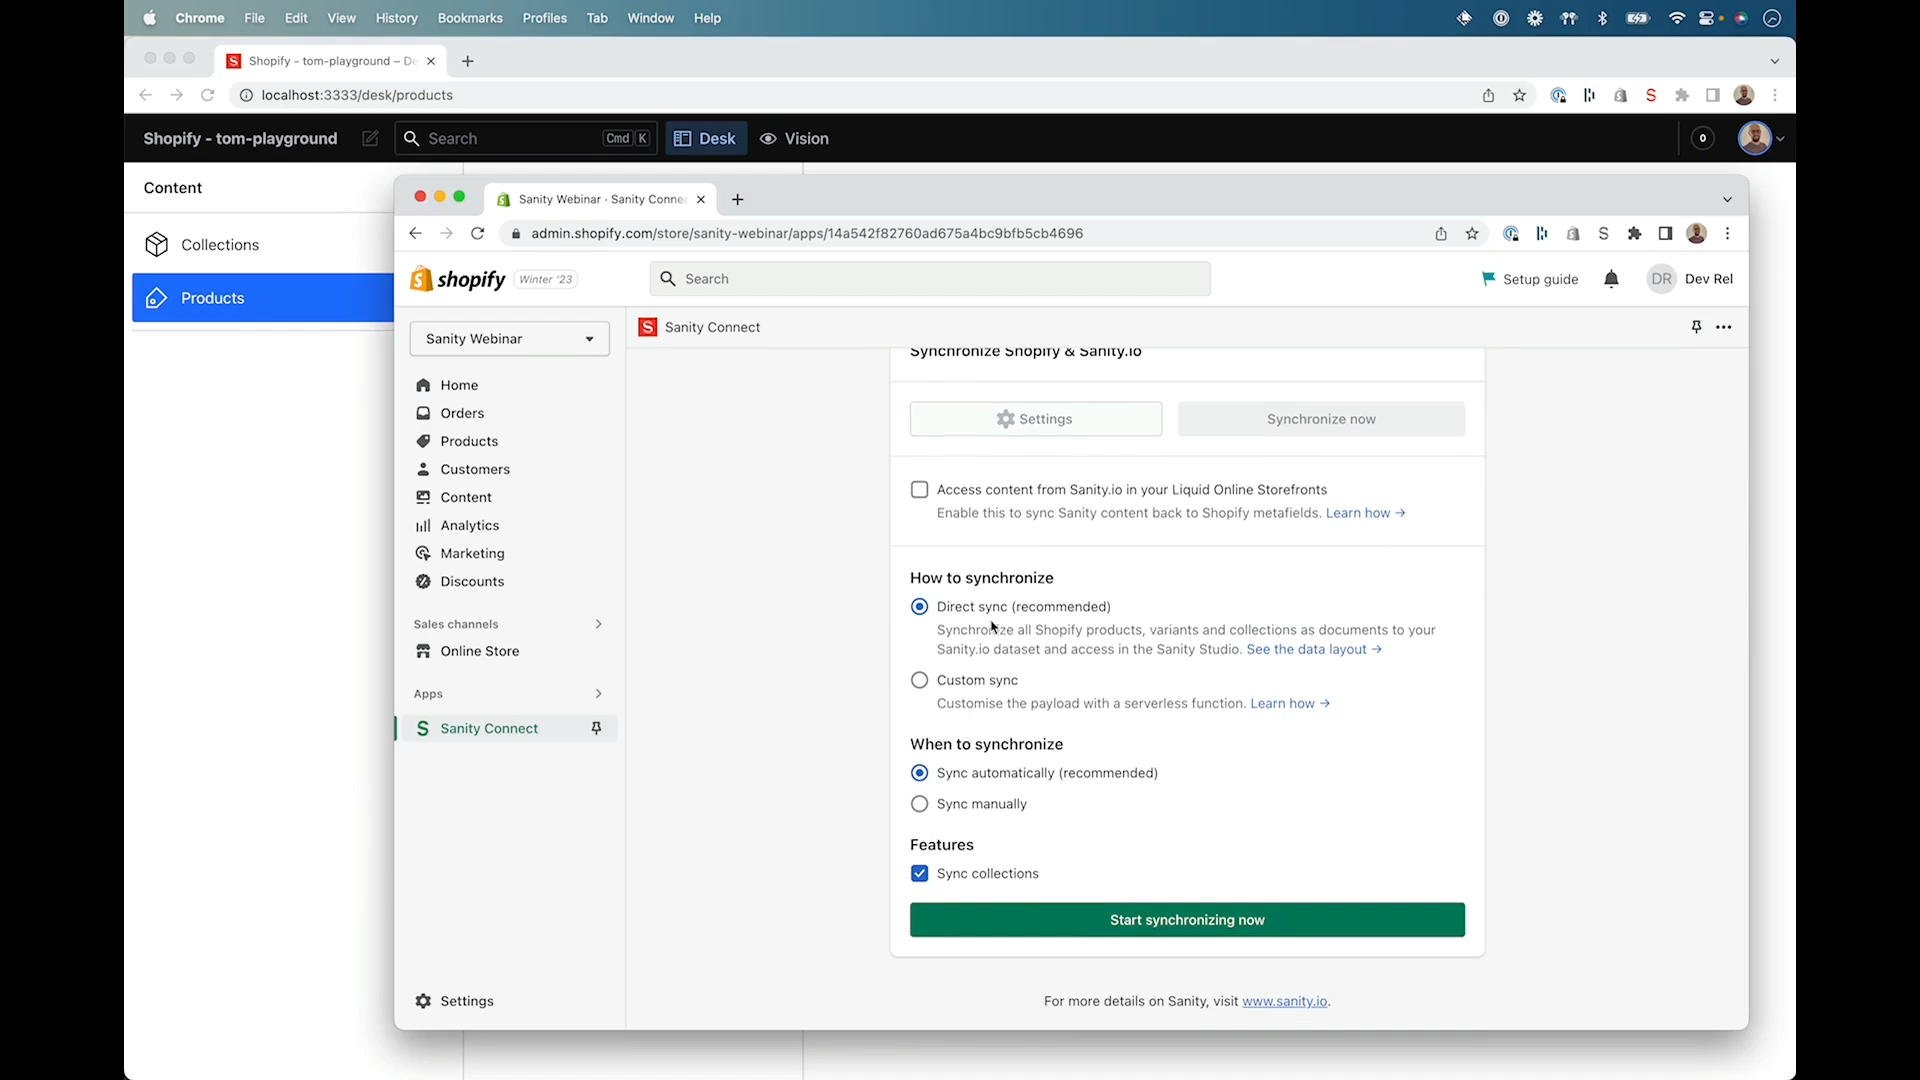 Chrome File Edit View History Bookmarks Profiles Tab Window Help
Shopify - tom-playground – De
localhost:3333/desk/products
Shopify - tom-playground
Search Cmd K
Desk
Vision
0
Content
Collections
Products
Sanity Webinar · Sanity Connec
admin.shopify.com/store/sanity-webinar/apps/14a542f82760ad675a4bc9bfb5cb4696
shopify Winter '23
Search
Setup guide
DR Dev Rel
Sanity Webinar
Home
Orders
Products
Customers
Content
Analytics
Marketing
Discounts
Sales channels
Online Store
Apps
S Sanity Connect
Settings
S Sanity Connect
Synchronize Shopify & Sanity.io
Settings
Synchronize now
Access content from Sanity.io in your Liquid Online Storefronts
Enable this to sync Sanity content back to Shopify metafields. Learn how →
How to synchronize
Direct sync (recommended)
Synchronize all Shopify products, variants and collections as documents to your
Sanity.io dataset and access in the Sanity Studio. See the data layout →
Custom sync
Customise the payload with a serverless function. Learn how →
When to synchronize
Sync automatically (recommended)
Sync manually
Features
Sync collections
Start synchronizing now
For more details on Sanity, visit www.sanity.io.